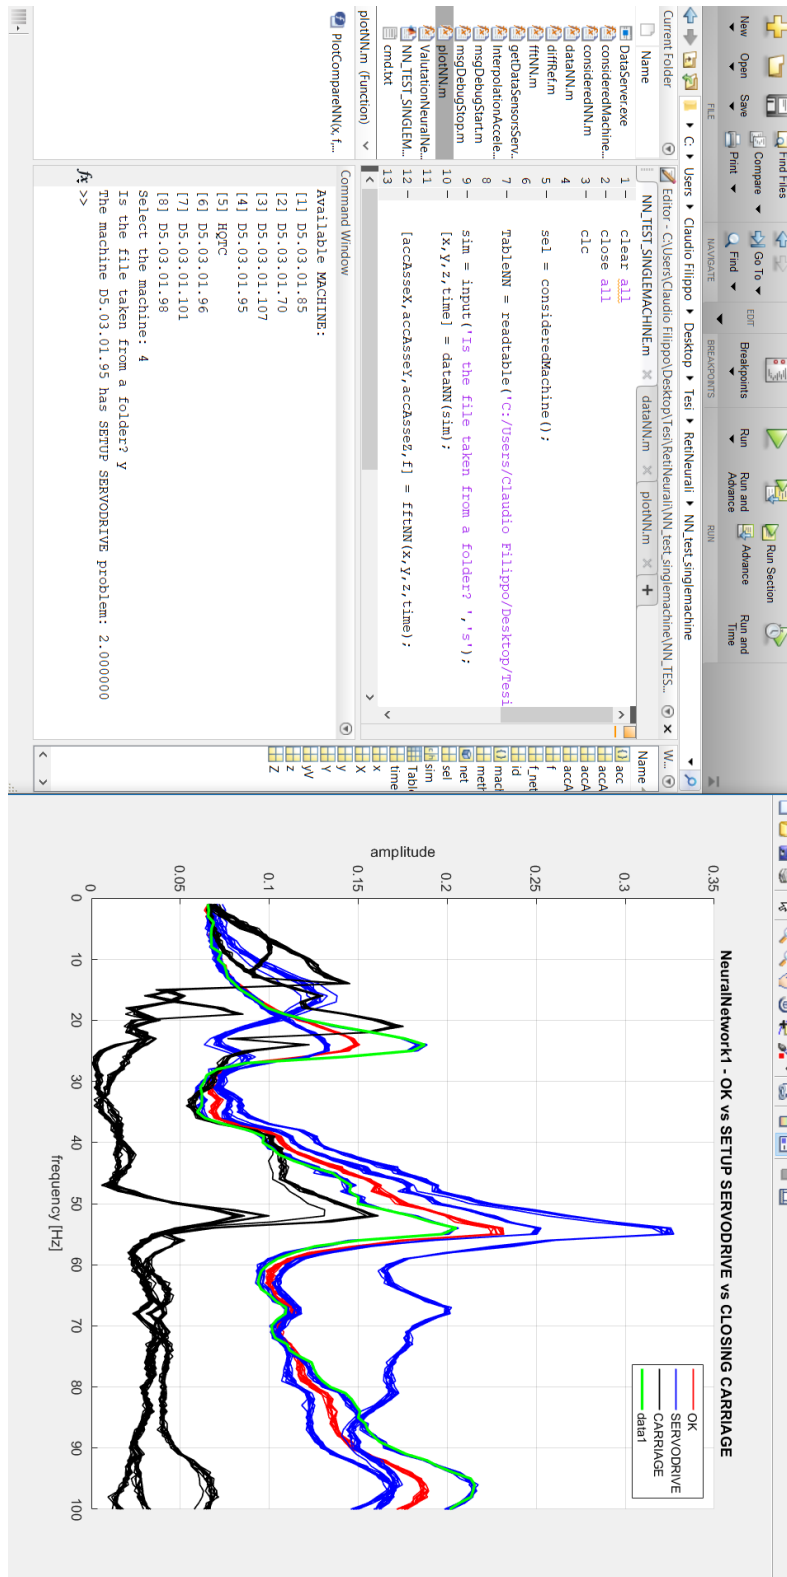 Find Files
New
Open
Save
Compare
Print
Go To
Find
Breakpoints
Run
Run and
Advance
Run Section
Advance
Run and
Time
FILE
NAVIGATE
EDIT
BREAKPOINTS
RUN
C: Users Claudio Filippo Desktop Tesi RetiNeurali NN_test_singlemachine
Current Folder
Name
DataServer.exe
consideredMachine...
consideredNN.m
dataNN.m
diffRef.m
fftNN.m
getDataSensorsServ...
InterpolationAccele...
msgDebugStart.m
msgDebugStop.m
plotNN.m
ValutationNeuralNe...
NN_TEST_SINGLEM...
cmd.txt
plotNN.m (Function)
PlotCompareNN(x, f,...
Editor - C:\Users\Claudio Filippo\Desktop\Tesi\RetiNeurali\NN_test_singlemachine\NN_TES...
NN_TEST_SINGLEMACHINE.m
dataNN.m
plotNN.m
1 - clear all
2 - close all
3 - clc
4
5 - sel = consideredMachine();
6
7 - TableNN = readtable('C:/Users/Claudio Filippo/Desktop/Tesi
8
9 - sim = input('Is the file taken from a folder? ','s');
10 - [x,y,z,time] = dataNN(sim);
11
12 - [accAsseX,accAsseY,accAsseZ,f] = fftNN(x,y,z,time);
13
Command Window
Available MACHINE:
[1] D5.03.01.85
[2] D5.03.01.70
[3] D5.03.01.107
[4] D5.03.01.95
[5] HQTC
[6] D5.03.01.96
[7] D5.03.01.101
[8] D5.03.01.98
Select the machine: 4
Is the file taken from a folder? y
The machine D5.03.01.95 has SETUP SERVODRIVE problem: 2.000000
fx >>
W...
Name
acc
accA
accA
accA
f
f_net
id
mach
meth
net
sel
sim
Tabl
time
x
X
y
Y
yV
z
Z
NeuralNetwork1 - OK vs SETUP SERVODRIVE vs CLOSING CARRIAGE
OK
SERVODRIVE
CARRIAGE
data1
amplitude
0.35
0.3
0.25
0.2
0.15
0.1
0.05
0
0 10 20 30 40 50 60 70 80 90 100
frequency [Hz]